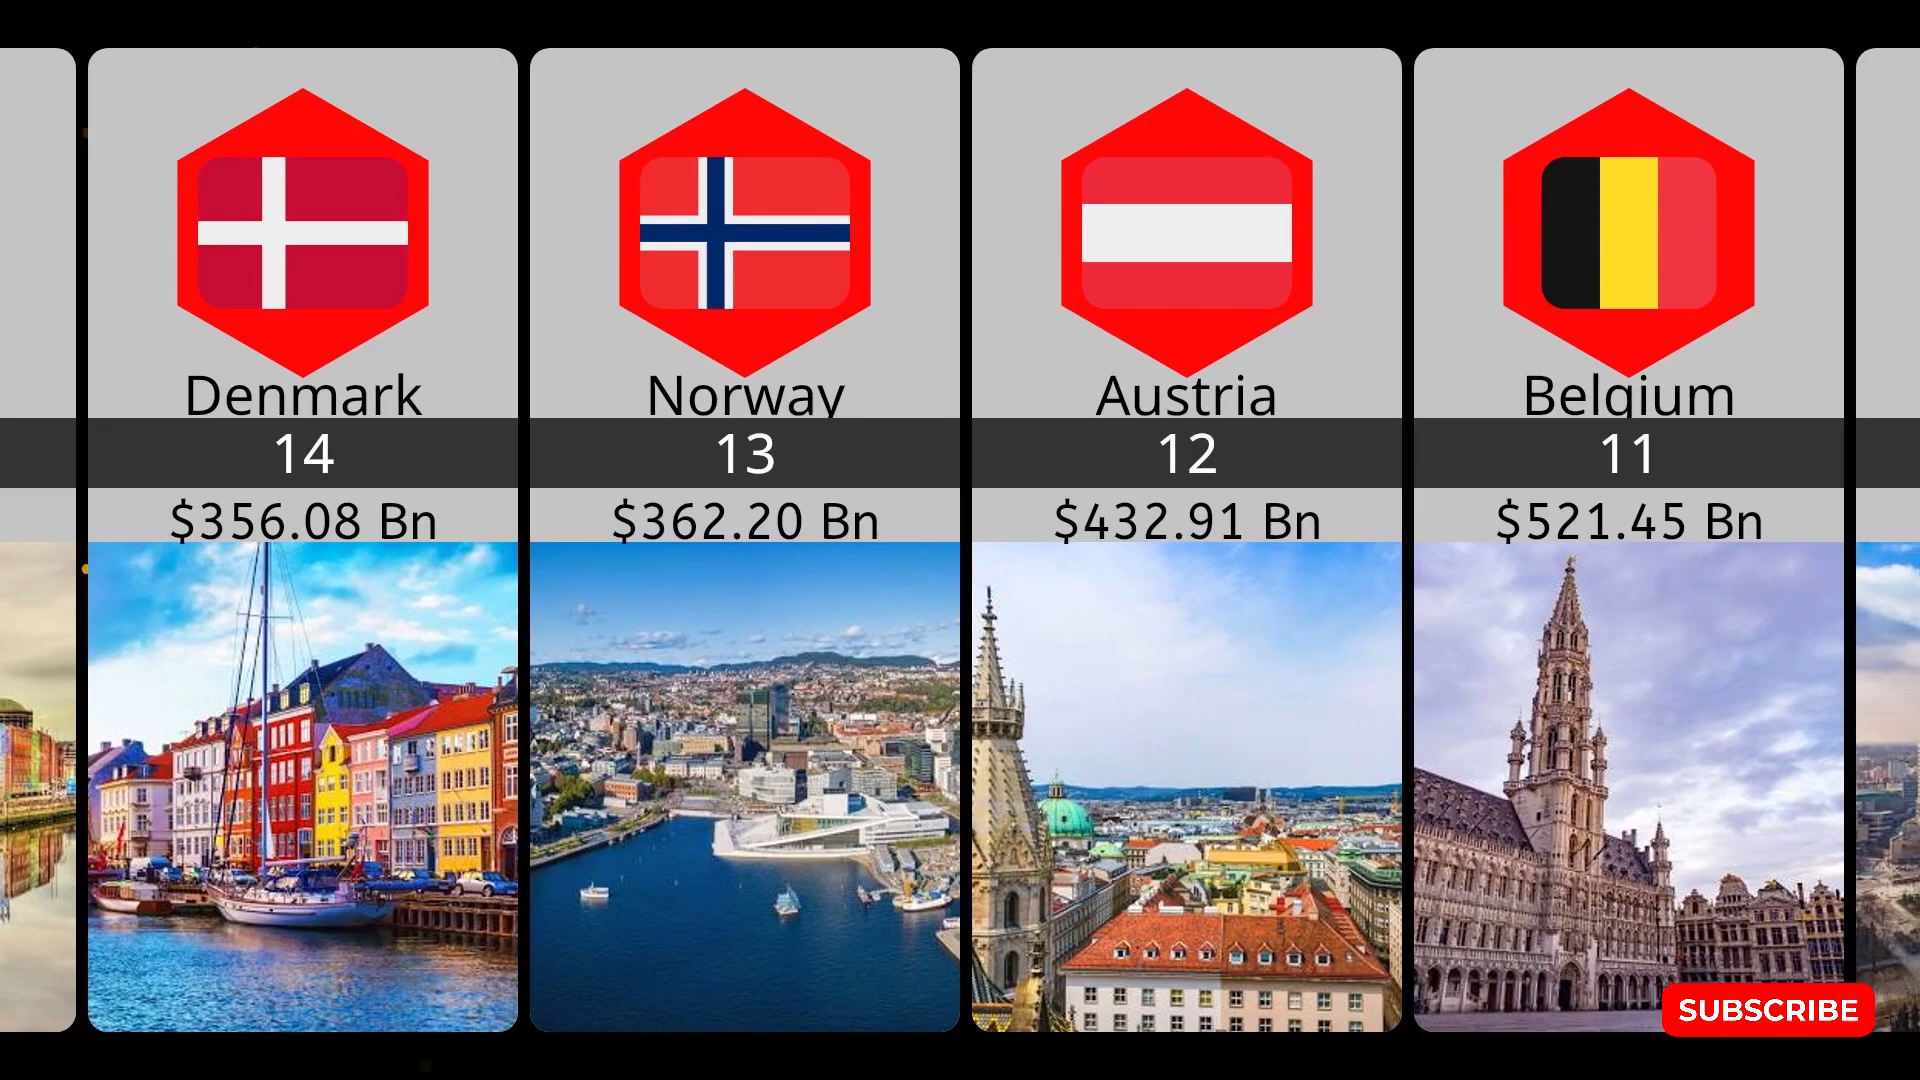 Denmark
14
$356.08 Bn
Norway
13
$362.20 Bn
Austria
12
$432.91 Bn
Belgium
11
$521.45 Bn
SUBSCRIBE